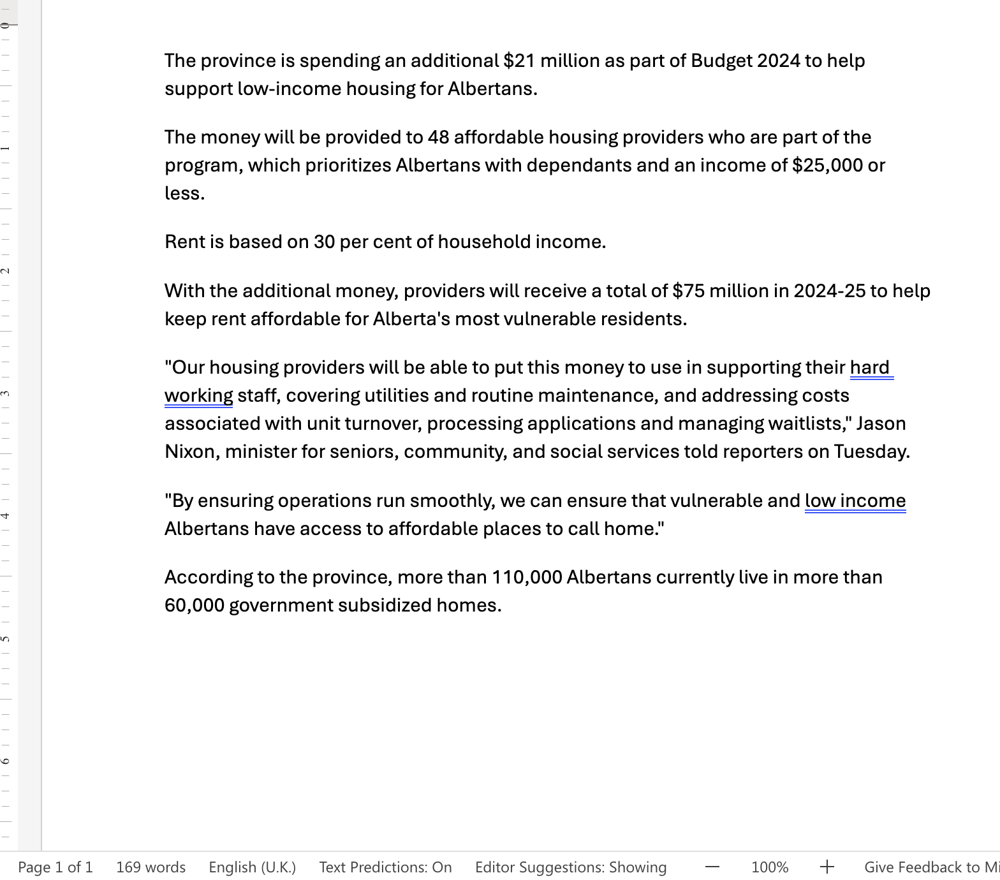 0
The province is spending an additional $21 million as part of Budget 2024 to help
support low-income housing for Albertans.
The money will be provided to 48 affordable housing providers who are part of the
1
program, which prioritizes Albertans with dependants and an income of $25,000 or
less.
Rent is based on 30 per cent of household income.
2
With the additional money, providers will receive a total of $75 million in 2024-25 to help
keep rent affordable for Alberta's most vulnerable residents.
"Our housing providers will be able to put this money to use in supporting their hard
3
working staff, covering utilities and routine maintenance, and addressing costs
associated with unit turnover, processing applications and managing waitlists," Jason
Nixon, minister for seniors, community, and social services told reporters on Tuesday.
"By ensuring operations run smoothly, we can ensure that vulnerable and low income
4
Albertans have access to affordable places to call home."
According to the province, more than 110,000 Albertans currently live in more than
60,000 government subsidized homes.
5
6
Page 1 of 1 169 words English (U.K.) Text Predictions: On Editor Suggestions: Showing — 100% + Give Feedback to Mi